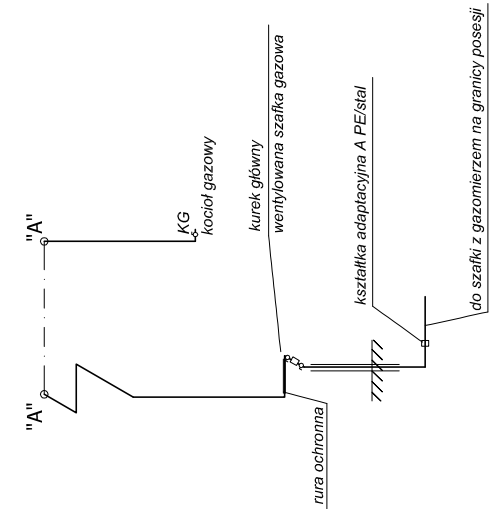 "A"
"A"
KG
kocioł gazowy
kurek główny
wentylowana szafka gazowa
kształtka adaptacyjna A PE/stal
do szafki z gazomierzem na granicy posesji
rura ochronna